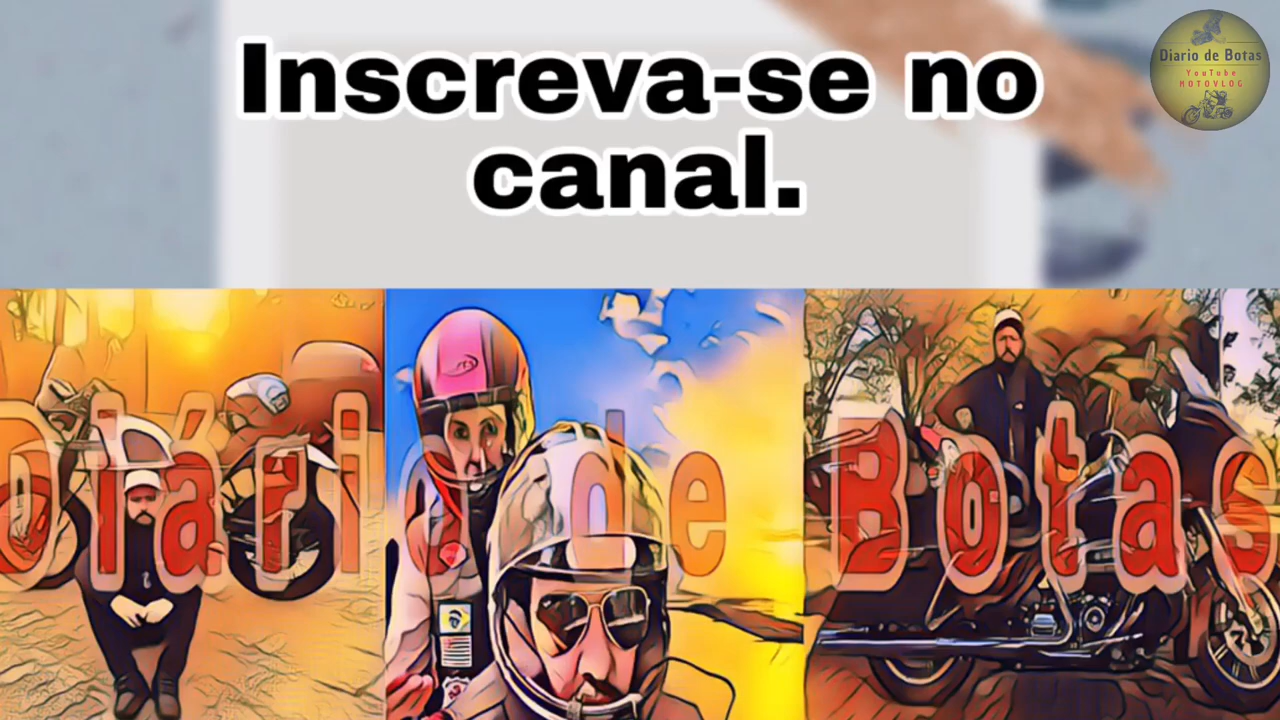 Inscreva-se no
canal.
Diario de Botas
YouTube
MOTOVLOG
Diário de Botas